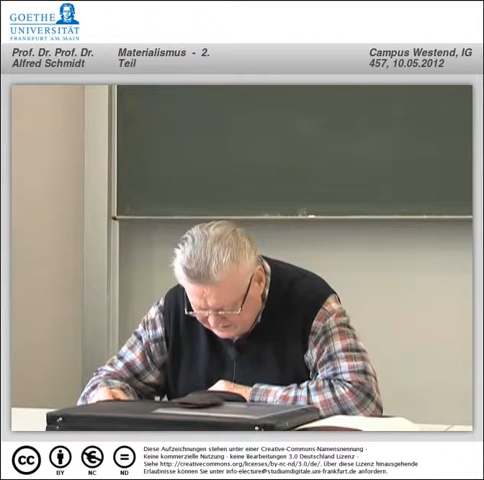 GOETHE
UNIVERSITÄT
FRANKFURT AM MAIN
Prof. Dr. Prof. Dr. Materialismus - 2. Campus Westend, IG
Alfred Schmidt Teil 457, 10.05.2012
Diese Aufzeichnungen stehen unter einer Creative-Commons-Namensnennung -
Keine kommerzielle Nutzung - keine Bearbeitungen 3.0 Deutschland Lizenz -
Siehe http://creativecommons.org/licenses/by-nc-nd/3.0/de/. Über diese Lizenz hinausgehende
Erlaubnisse können Sie unter info-electure@studiumdigitale.uni-frankfurt.de anfordern.
cc BY NC ND